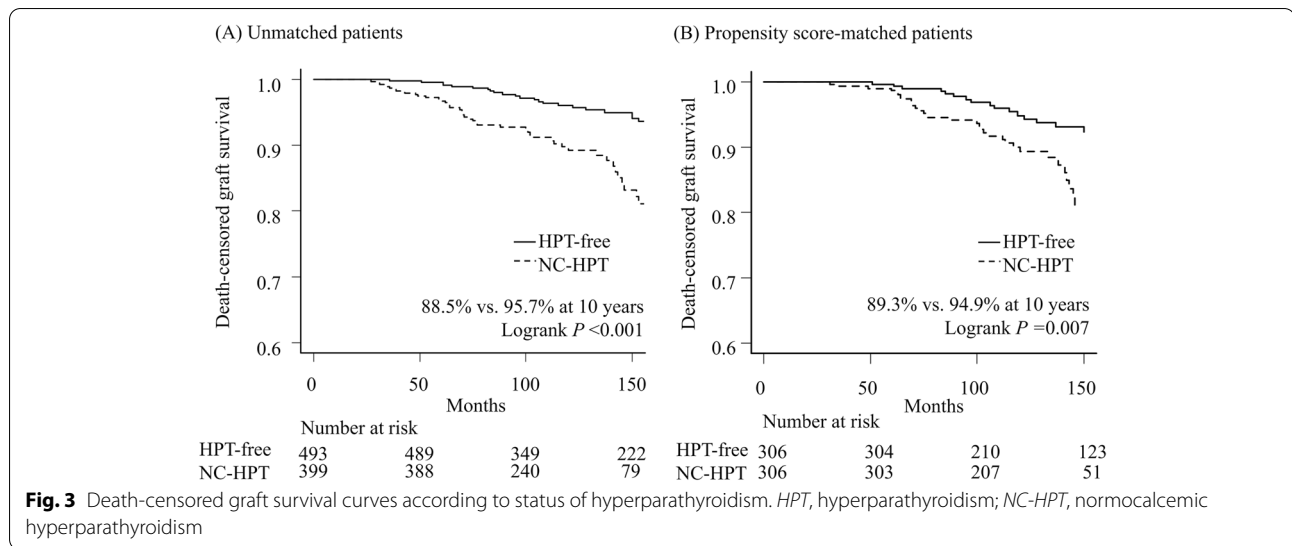 (A) Unmatched patients
(B) Propensity score-matched patients
Death-censored graft survival
1.0
0.9
0.8
0.7
0.6
HPT-free
NC-HPT
88.5% vs. 95.7% at 10 years
Logrank P <0.001
0 50 100 150
Months
Number at risk
HPT-free 493 489 349 222
NC-HPT 399 388 240 79
Death-censored graft survival
1.0
0.9
0.8
0.7
0.6
HPT-free
NC-HPT
89.3% vs. 94.9% at 10 years
Logrank P =0.007
0 50 100 150
Months
Number at risk
HPT-free 306 304 210 123
NC-HPT 306 303 207 51
Fig. 3 Death-censored graft survival curves according to status of hyperparathyroidism. HPT, hyperparathyroidism; NC-HPT, normocalcemic
hyperparathyroidism